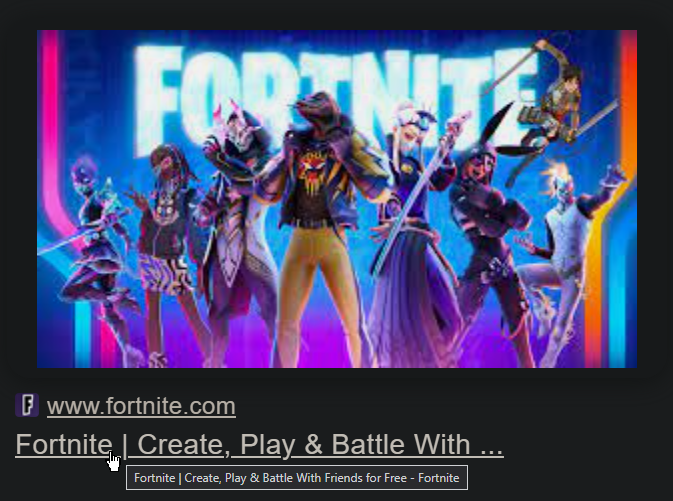 FORTNITE
www.fortnite.com
Fortnite | Create, Play & Battle With ...
Fortnite | Create, Play & Battle With Friends for Free - Fortnite